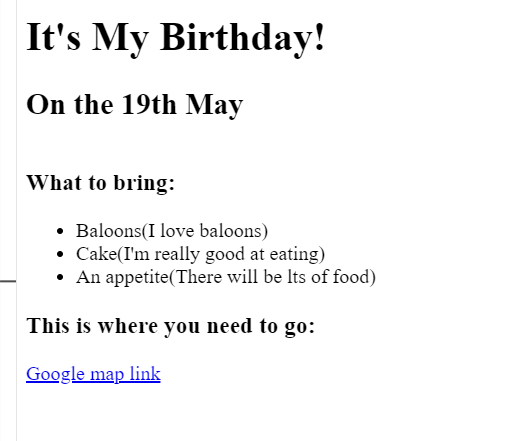 It's My Birthday!
On the 19th May
What to bring:
Baloons(I love baloons)
Cake(I'm really good at eating)
An appetite(There will be lts of food)
This is where you need to go:
Google map link